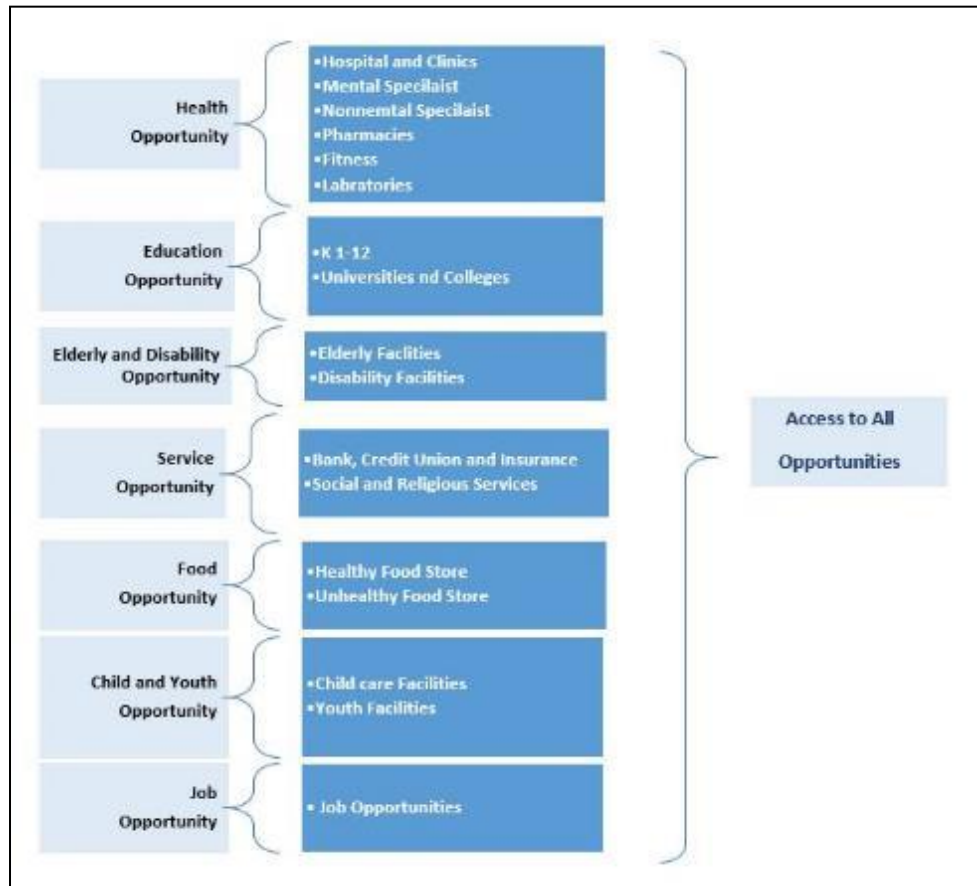 Health
Opportunity
•Hospital and Clinics
•Mental Specilaist
•Nonnemtal Specilaist
•Pharmacies
•Fitness
•Labratories
Education
Opportunity
•K 1-12
•Universities nd Colleges
Elderly and Disability
Opportunity
•Elderly Faclities
•Disability Facilities
Service
Opportunity
•Bank, Credit Union and Insurance
•Social and Religious Services
Food
Opportunity
•Healthy Food Store
•Unhealthy Food Store
Child and Youth
Opportunity
•Child care Facilities
•Youth Facilities
Job
Opportunity
• Job Opportunities
Access to All
Opportunities